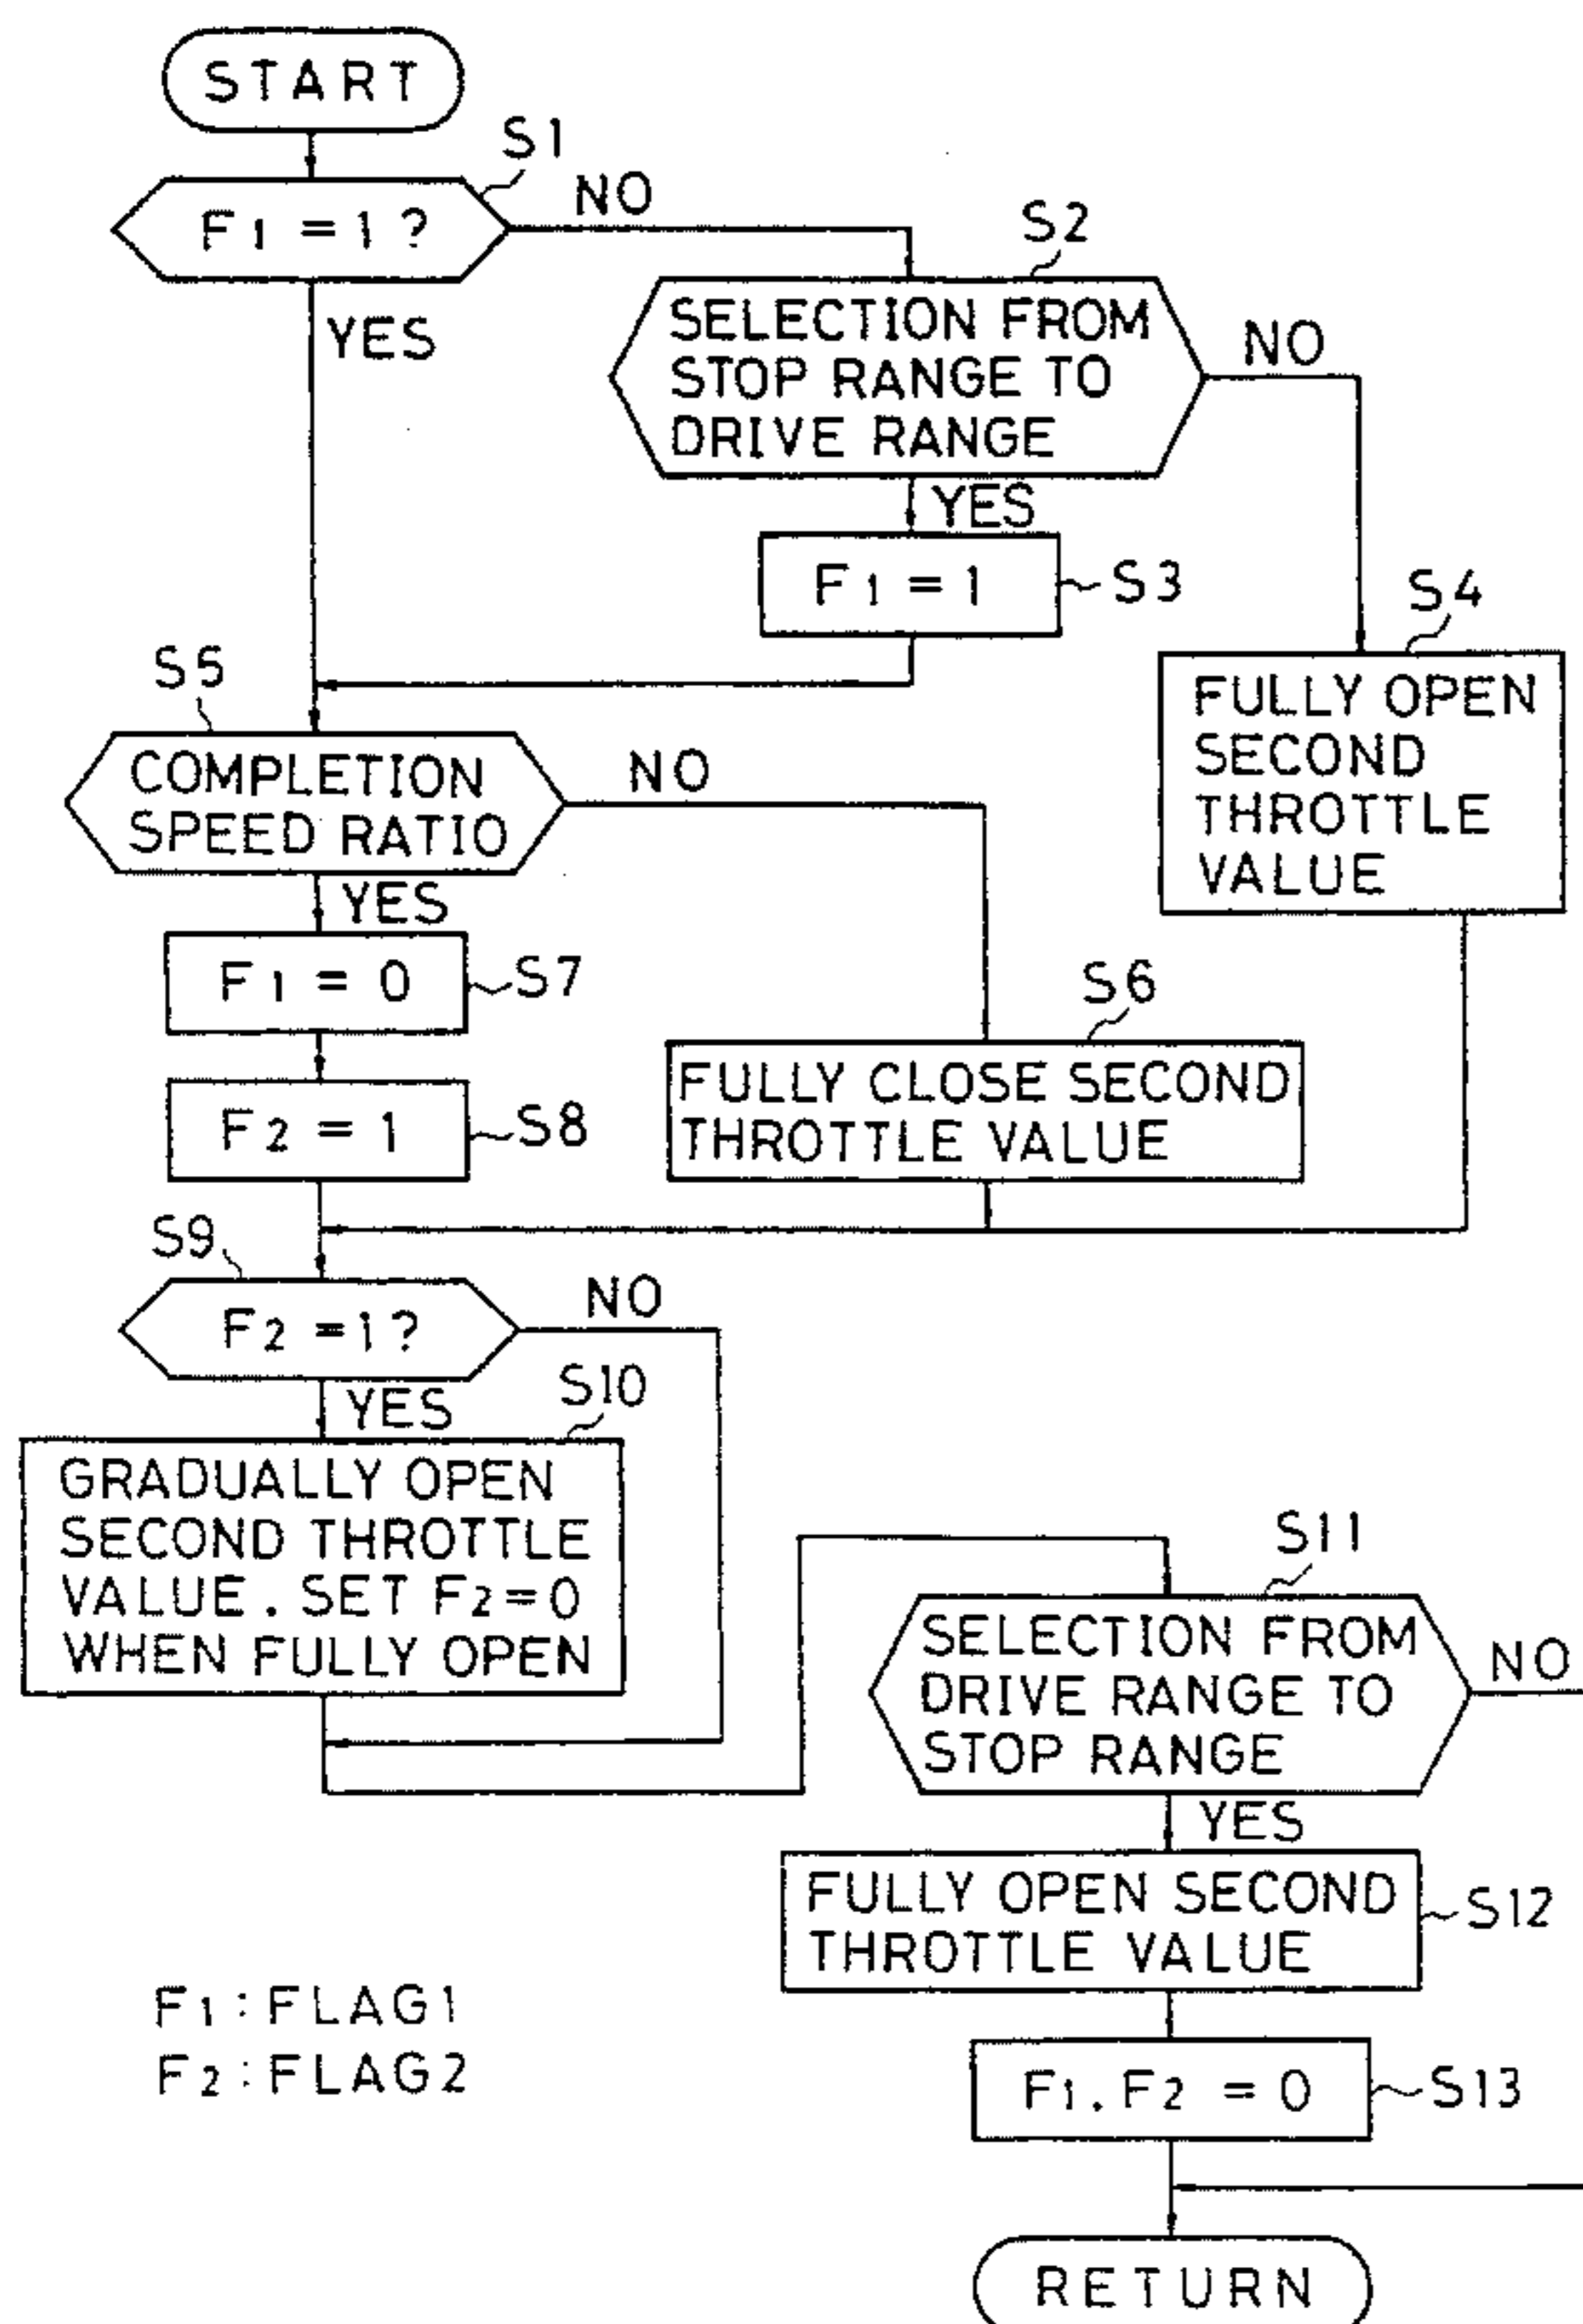 START
S1
F1 = 1 ?
NO
YES
S2
SELECTION FROM
STOP RANGE TO
DRIVE RANGE
NO
YES
F1 = 1
S3
S4
FULLY OPEN
SECOND
THROTTLE
VALUE
S5
COMPLETION
SPEED RATIO
NO
YES
F1 = 0
S7
S6
FULLY CLOSE SECOND
THROTTLE VALUE
F2 = 1
S8
S9
F2 = 1 ?
NO
YES
S10
GRADUALLY OPEN
SECOND THROTTLE
VALUE. SET F2 = 0
WHEN FULLY OPEN
S11
SELECTION FROM
DRIVE RANGE TO
STOP RANGE
NO
YES
FULLY OPEN SECOND
THROTTLE VALUE
S12
F1 . F2 = 0
S13
RETURN
F1 : FLAG1
F2 : FLAG2